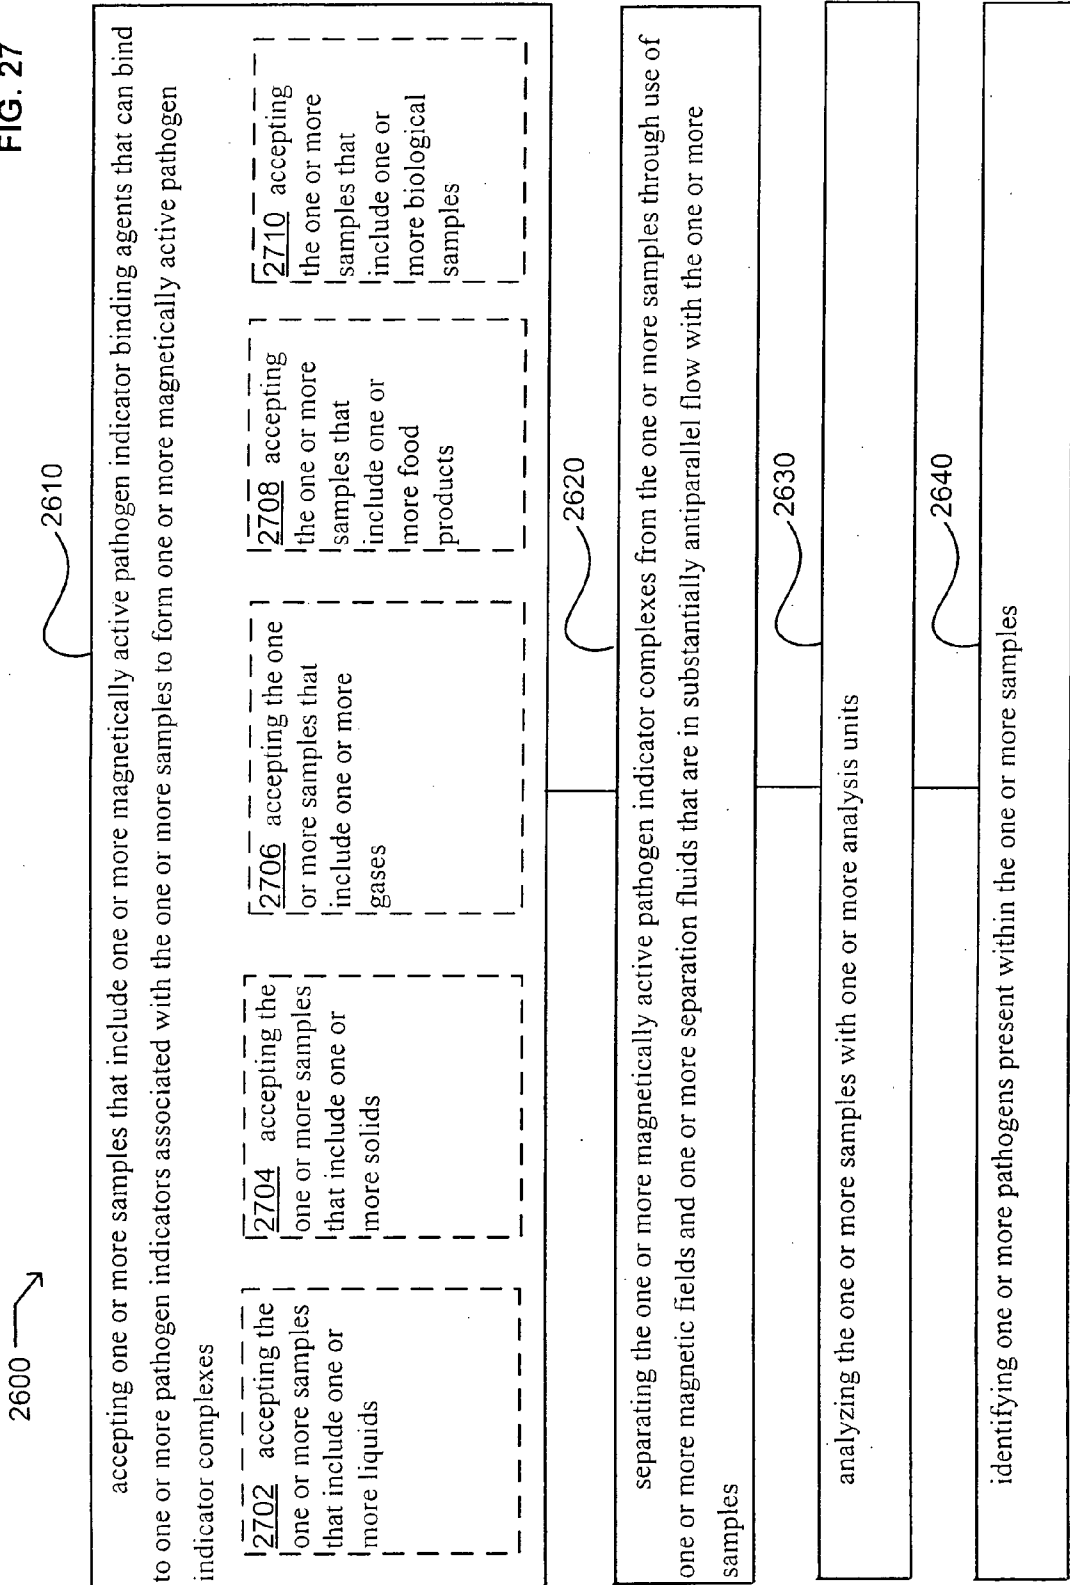 FIG. 27
2600
2610
accepting one or more samples that include one or more magnetically active pathogen indicator binding agents that can bind
to one or more pathogen indicators associated with the one or more samples to form one or more magnetically active pathogen
indicator complexes
2702 accepting the
one or more samples
that include one or
more liquids
2704 accepting the
one or more samples
that include one or
more solids
2706 accepting the one
or more samples that
include one or more
gases
2708 accepting
the one or more
samples that
include one or
more food
products
2710 accepting
the one or more
samples that
include one or
more biological
samples
2620
separating the one or more magnetically active pathogen indicator complexes from the one or more samples through use of
one or more magnetic fields and one or more separation fluids that are in substantially antiparallel flow with the one or more
samples
2630
analyzing the one or more samples with one or more analysis units
2640
identifying one or more pathogens present within the one or more samples